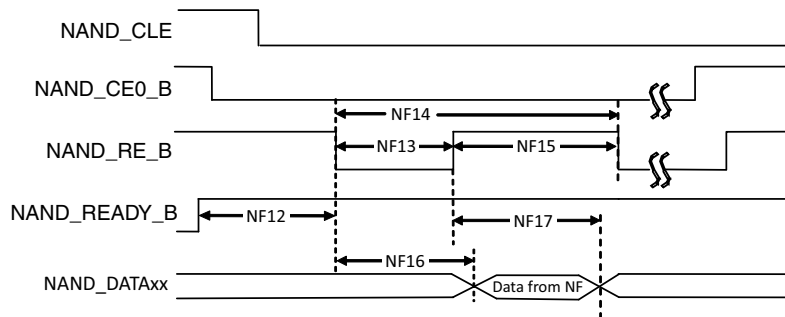 NAND_CLE
NAND_CE0_B
NF14
NAND_RE_B
NF13
NF15
NAND_READY_B
NF12
NF17
NF16
NAND_DATAxx
Data from NF